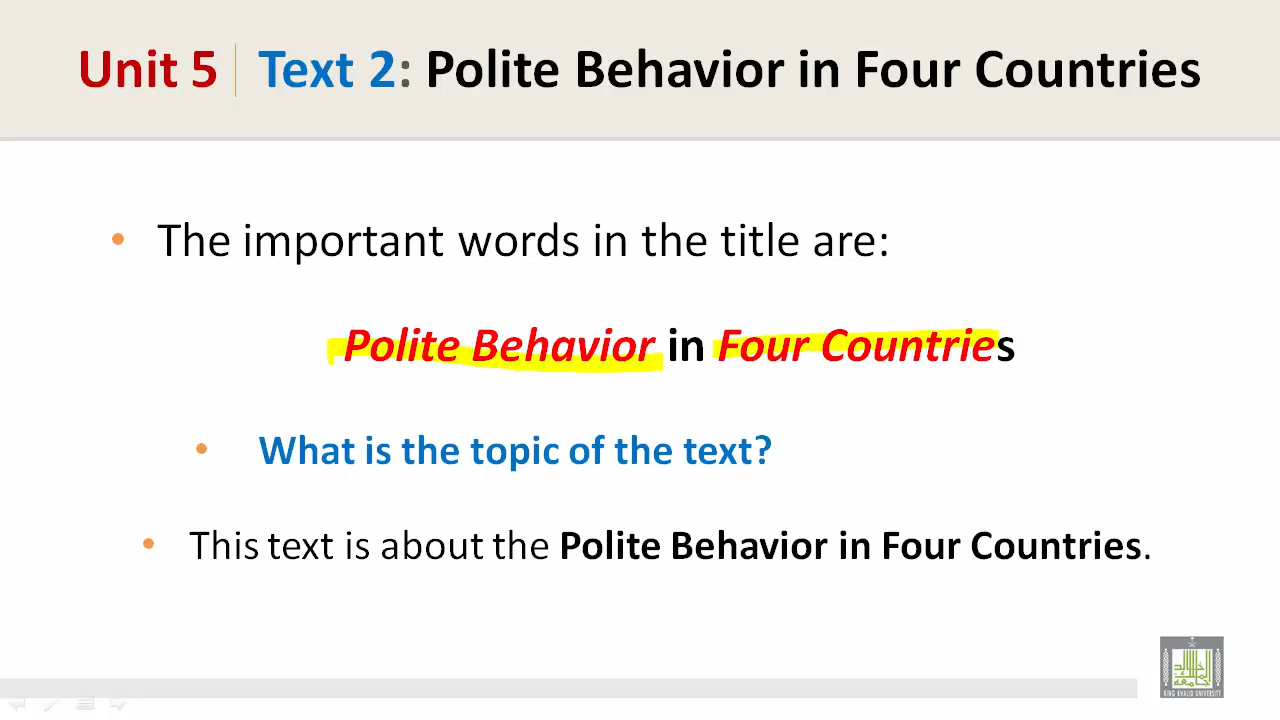 Unit 5 Text 2: Polite Behavior in Four Countries
• The important words in the title are:
Polite Behavior in Four Countries
• What is the topic of the text?
• This text is about the Polite Behavior in Four Countries.
KING KHALID UNIVERSITY